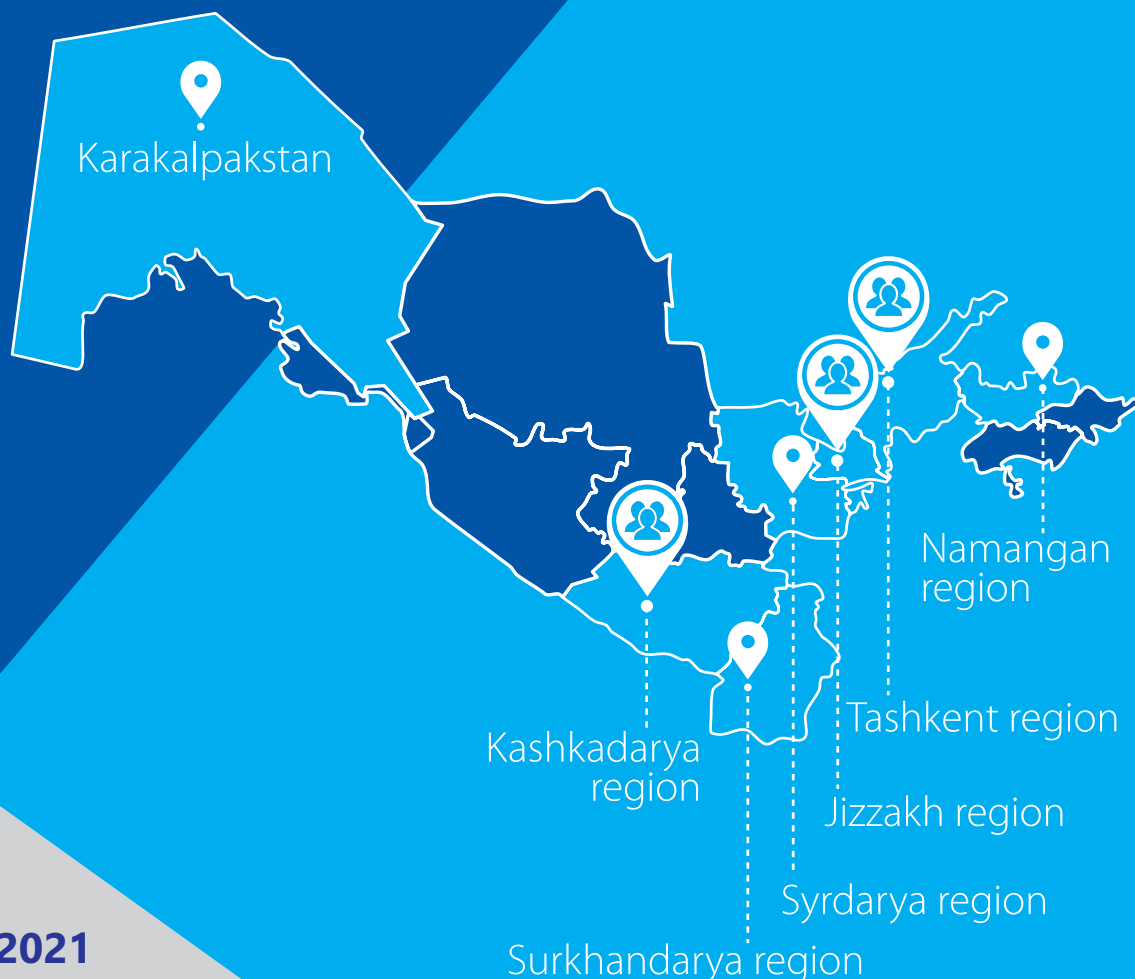 Karakalpakstan
Namangan
region
Tashkent region
Kashkadarya
region
Jizzakh region
Syrdarya region
2021
Surkhandarya region